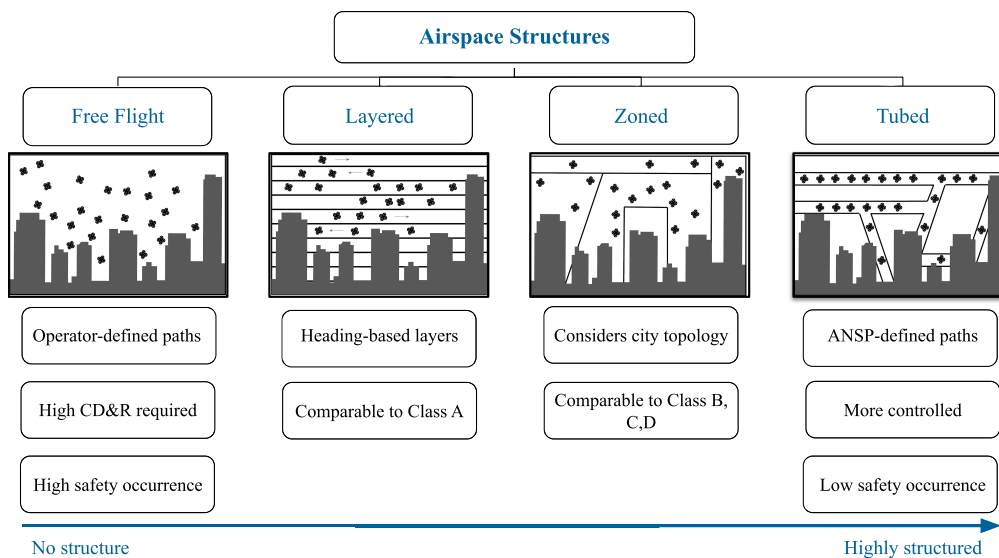 Airspace Structures
Free Flight
Layered
Zoned
Tubed
Operator-defined paths
Heading-based layers
Considers city topology
ANSP-defined paths
High CD&R required
Comparable to Class A
Comparable to Class B,
C,D
More controlled
High safety occurrence
Low safety occurrence
No structure
Highly structured